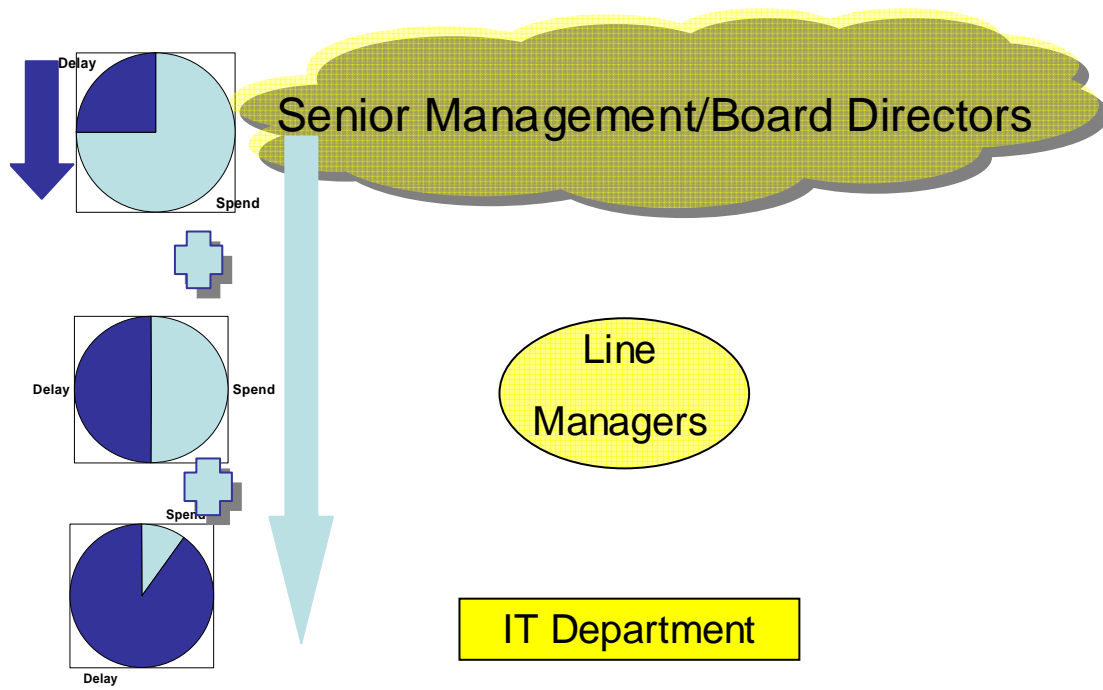 Delay
Senior Management/Board Directors
Spend
Line
Managers
Delay
Spend
Spend
IT Department
Delay